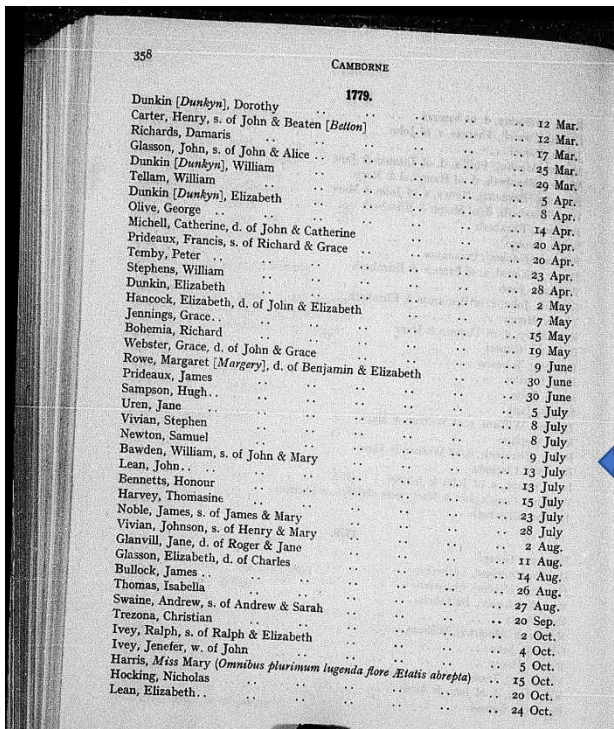 358
CAMBORNE
1779.
Dunkin [Dunkyn], Dorothy .. .. .. .. 12 Mar.
Carter, Henry, s. of John & Beaten [Betton] .. .. 12 Mar.
Richards, Damaris .. .. .. .. 17 Mar.
Glasson, John, s. of John & Alice .. .. .. .. 25 Mar.
Dunkin [Dunkyn], William .. .. .. .. 29 Mar.
Tellam, William .. .. .. .. 5 Apr.
Dunkin [Dunkyn], Elizabeth .. .. .. .. 8 Apr.
Olive, George .. .. .. .. 14 Apr.
Michell, Catherine, d. of John & Catherine .. .. .. 20 Apr.
Prideaux, Francis, s. of Richard & Grace .. .. .. 20 Apr.
Temby, Peter .. .. .. .. 23 Apr.
Stephens, William .. .. .. .. 28 Apr.
Dunkin, Elizabeth .. .. .. .. 2 May
Hancock, Elizabeth, d. of John & Elizabeth .. .. .. 7 May
Jennings, Grace.. .. .. .. .. 15 May
Bohemia, Richard .. .. .. .. 19 May
Webster, Grace, d. of John & Grace .. .. .. 9 June
Rowe, Margaret [Margery], d. of Benjamin & Elizabeth .. .. 30 June
Prideaux, James .. .. .. .. 30 June
Sampson, Hugh.. .. .. .. .. 5 July
Uren, Jane .. .. .. .. 8 July
Vivian, Stephen .. .. .. .. 8 July
Newton, Samuel .. .. .. .. 9 July
Bawden, William, s. of John & Mary .. .. .. 13 July
Lean, John.. .. .. .. .. 13 July
Bennetts, Honour .. .. .. .. 15 July
Harvey, Thomasine .. .. .. .. 23 July
Noble, James, s. of James & Mary .. .. .. 28 July
Vivian, Johnson, s. of Henry & Mary .. .. .. 2 Aug.
Glanvill, Jane, d. of Roger & Jane .. .. .. 11 Aug.
Glasson, Elizabeth, d. of Charles .. .. .. 14 Aug.
Bullock, James .. .. .. .. 26 Aug.
Thomas, Isabella .. .. .. .. 27 Aug.
Swaine, Andrew, s. of Andrew & Sarah .. .. .. 20 Sep.
Trezona, Christian .. .. .. .. 2 Oct.
Ivey, Ralph, s. of Ralph & Elizabeth .. .. .. 4 Oct.
Ivey, Jenefer, w. of John .. .. .. 5 Oct.
Harris, Miss Mary (Omnibus plurimum lugenda flore Ætatis abrepta) .. 15 Oct.
Hocking, Nicholas .. .. .. .. 20 Oct.
Lean, Elizabeth.. .. .. .. .. 24 Oct.